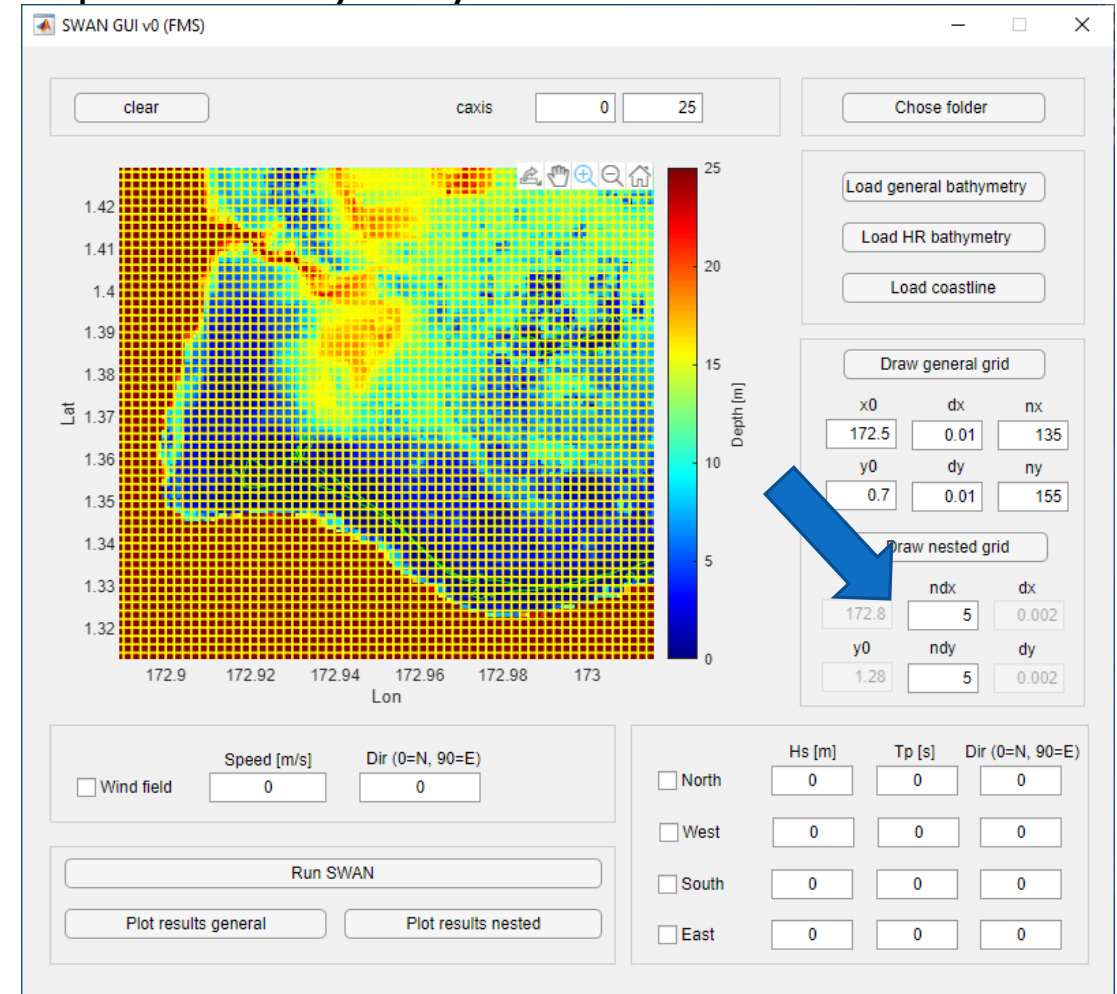 SWAN GUI v0 (FMS)
clear
caxis
0
25
Chose folder
Load general bathymetry
Load HR bathymetry
Load coastline
1.42
1.41
1.4
1.39
1.38
1.37
1.36
1.35
1.34
1.33
1.32
Lat
172.9 172.92 172.94 172.96 172.98 173
Lon
25
20
15
10
5
0
Depth [m]
Draw general grid
x0 dx nx
172.5 0.01 135
y0 dy ny
0.7 0.01 155
Draw nested grid
ndx dx
172.8 5 0.002
y0 ndy dy
1.28 5 0.002
Speed [m/s] Dir (0=N, 90=E)
Wind field 0 0
Run SWAN
Plot results general Plot results nested
Hs [m] Tp [s] Dir (0=N, 90=E)
North 0 0 0
West 0 0 0
South 0 0 0
East 0 0 0